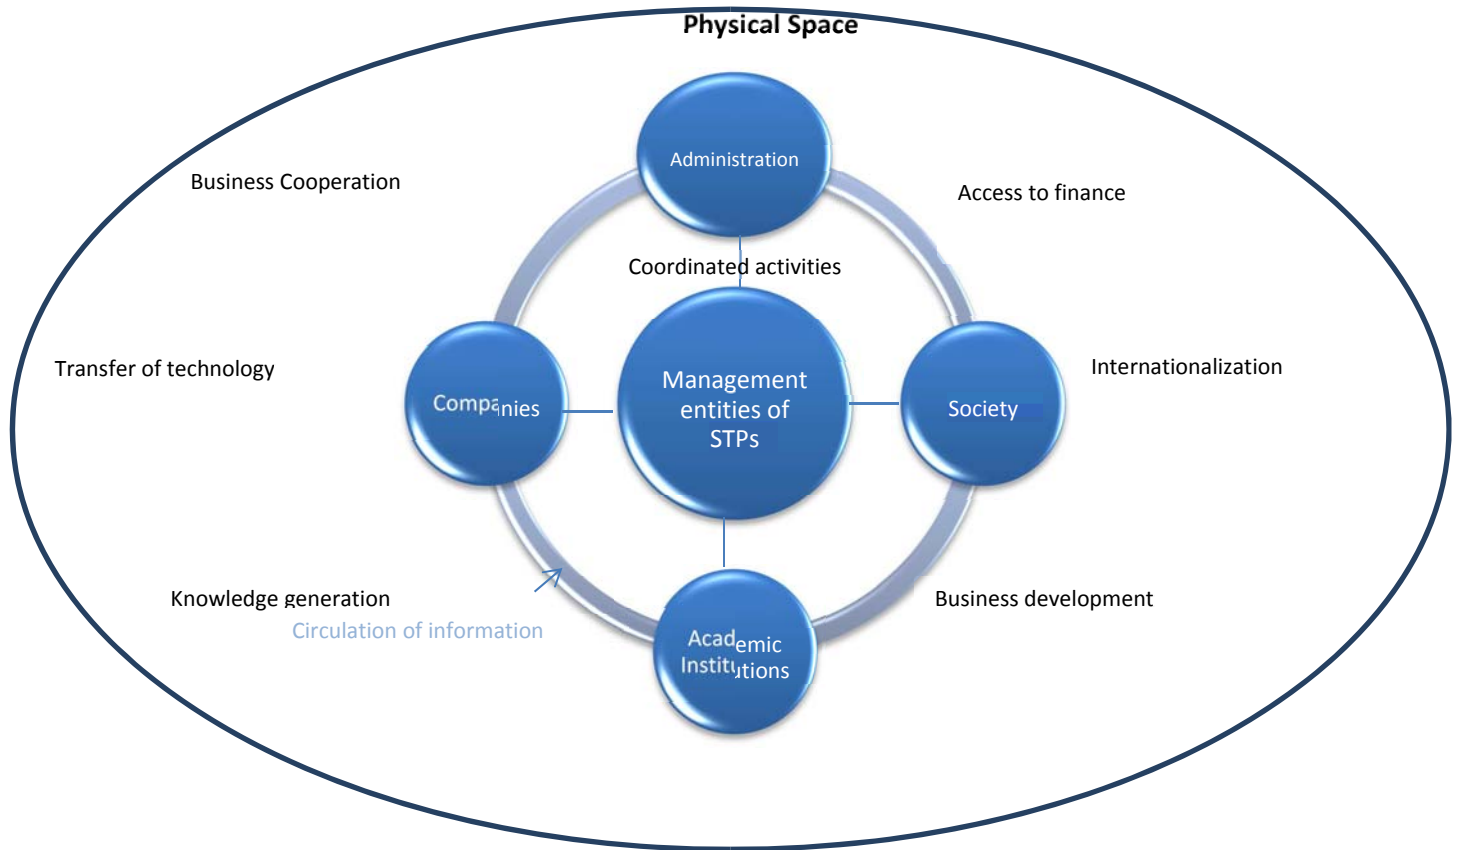 Physical Space
Administration
Business Cooperation
Access to finance
Coordinated activities
Transfer of technology
Internationalization
Companies
Management
entities of
STPs
Society
Knowledge generation
Business development
Circulation of information
Academic
Institutions